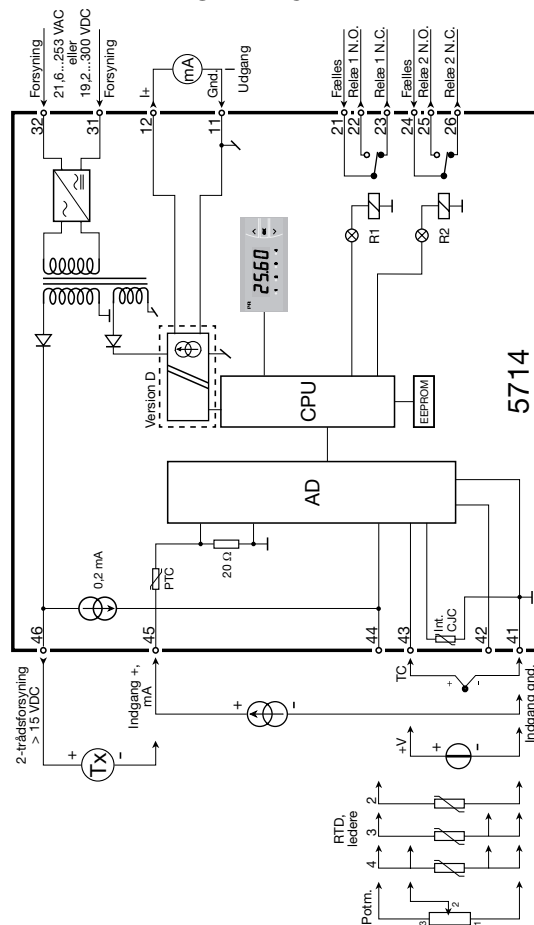 Forsyning
21,6...253 VAC
eller
19,2...300 VDC
Forsyning
32
31
I+
Gnd.
I
Udgang
mA
12
11
Fælles
Relæ 1 N.O.
Relæ 1 N.C.
Fælles
Relæ 2 N.O.
Relæ 2 N.C.
21
22
23
24
25
26
R1
R2
PR
25.60
1
2
Version D
CPU
EEPROM
5714
AD
0,2 mA
PTC
20 Ω
Int.
CJC
46
45
44
43
42
41
2-trådsforsyning
> 15 VDC
+
Tx
-
Indgang +,
mA
+
-
TC
+
-
Indgang gnd.
+V
+
-
RTD,
ledere
2
3
4
Potm.
3
2
1